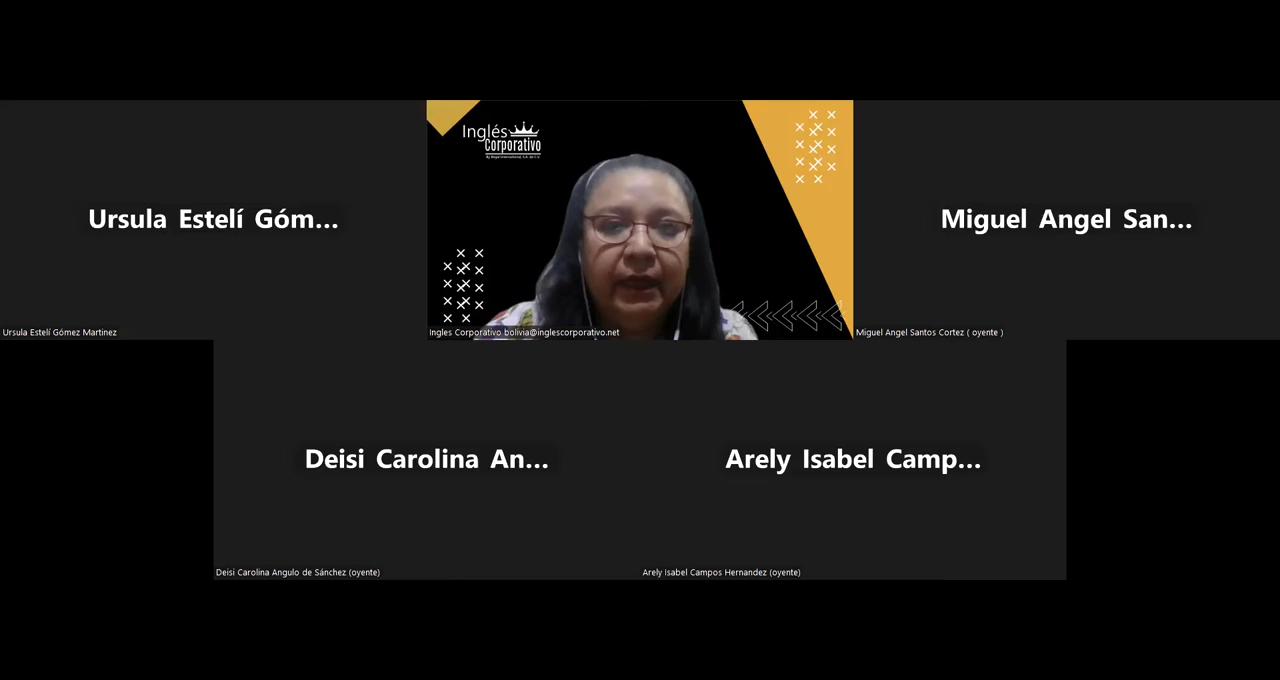 Ursula Estelí Góm...
Ursula Estelí Gómez Martinez
Inglés
Corporativo
Ingles Corporativo bolivia@inglescorporativo.net
Miguel Angel San...
Miguel Angel Santos Cortez ( oyente )
Deisi Carolina An...
Deisi Carolina Angulo de Sánchez (oyente)
Arely Isabel Camp...
Arely Isabel Campos Hernandez (oyente)